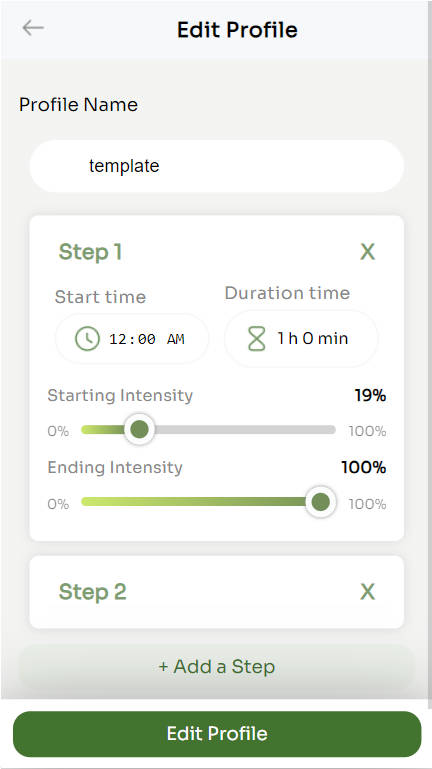 Edit Profile
Profile Name
template
Step 1 X
Start time Duration time
12:00 AM 1 h 0 min
Starting Intensity 19%
0% 100%
Ending Intensity 100%
0% 100%
Step 2 X
+ Add a Step
Edit Profile